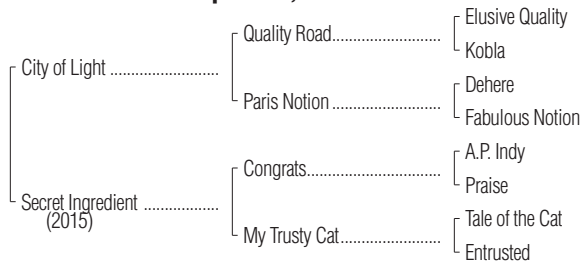 Elusive Quality
Quality Road
Kobla
City of Light
Dehere
Paris Notion
Fabulous Notion
A.P. Indy
Congrats
Praise
Secret Ingredient
(2015)
Tale of the Cat
My Trusty Cat
Entrusted